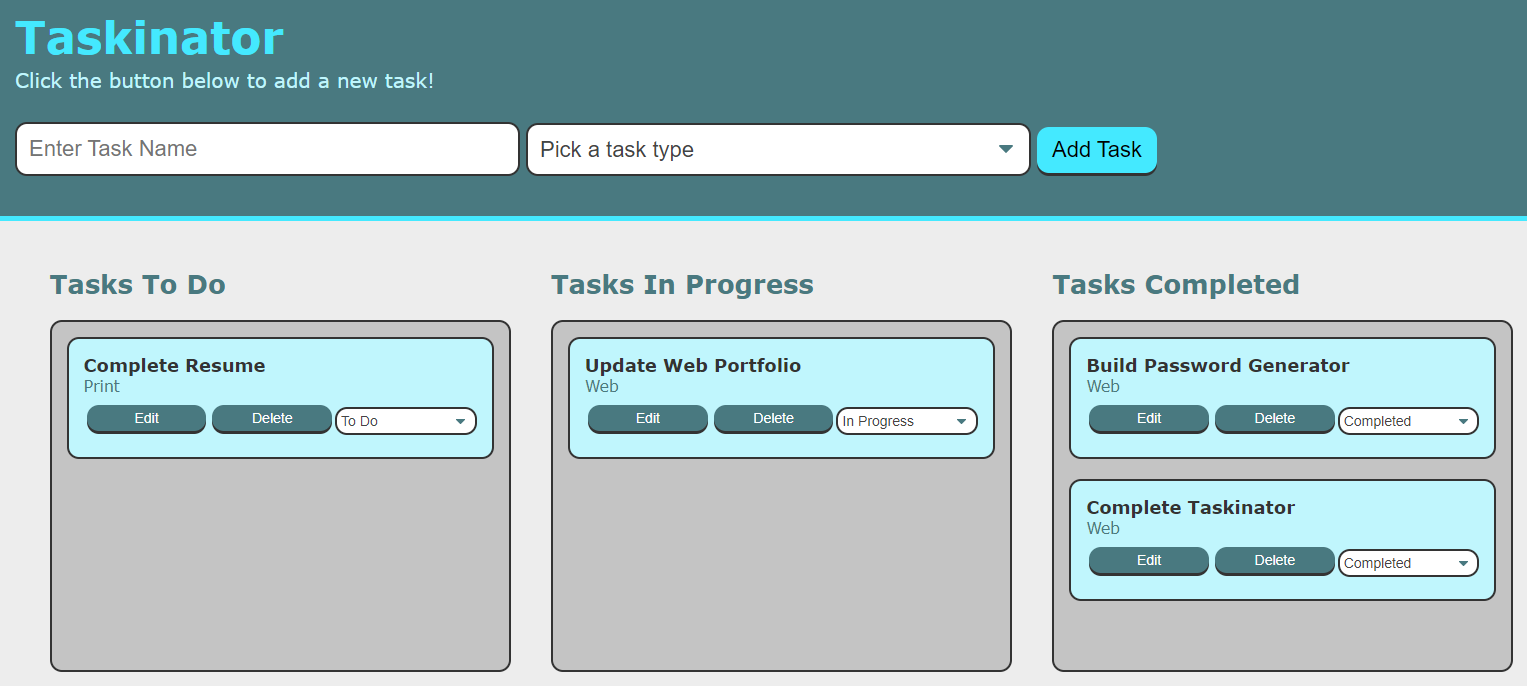 Taskinator
Click the button below to add a new task!
Enter Task Name
Pick a task type
Add Task
Tasks To Do
Complete Resume
Print
Edit
Delete
To Do
Tasks In Progress
Update Web Portfolio
Web
Edit
Delete
In Progress
Tasks Completed
Build Password Generator
Web
Edit
Delete
Completed
Complete Taskinator
Web
Edit
Delete
Completed